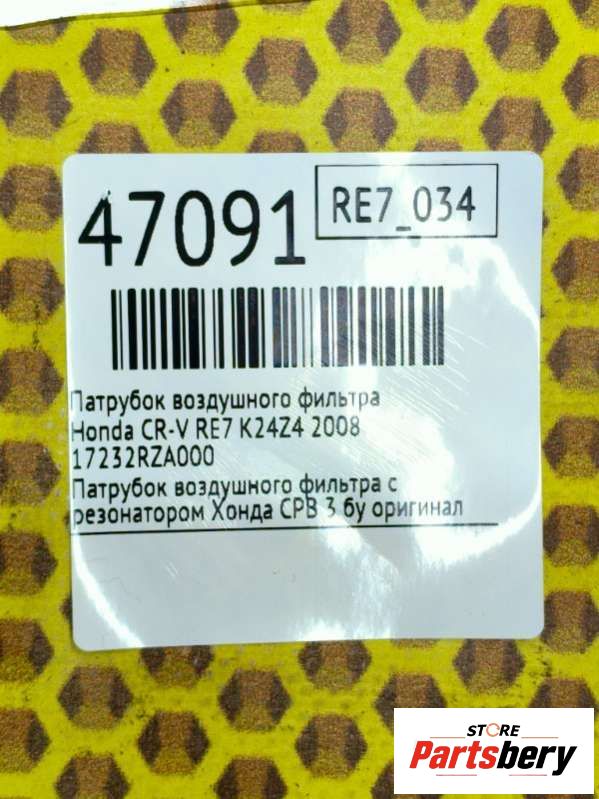 47091
RE7_034
Патрубок воздушного фильтра
Honda CR-V RE7 K24Z4 2008
17232RZA000
Патрубок воздушного фильтра с
резонатором Хонда СРВ 3 бу оригинал
STORE
Partsbery